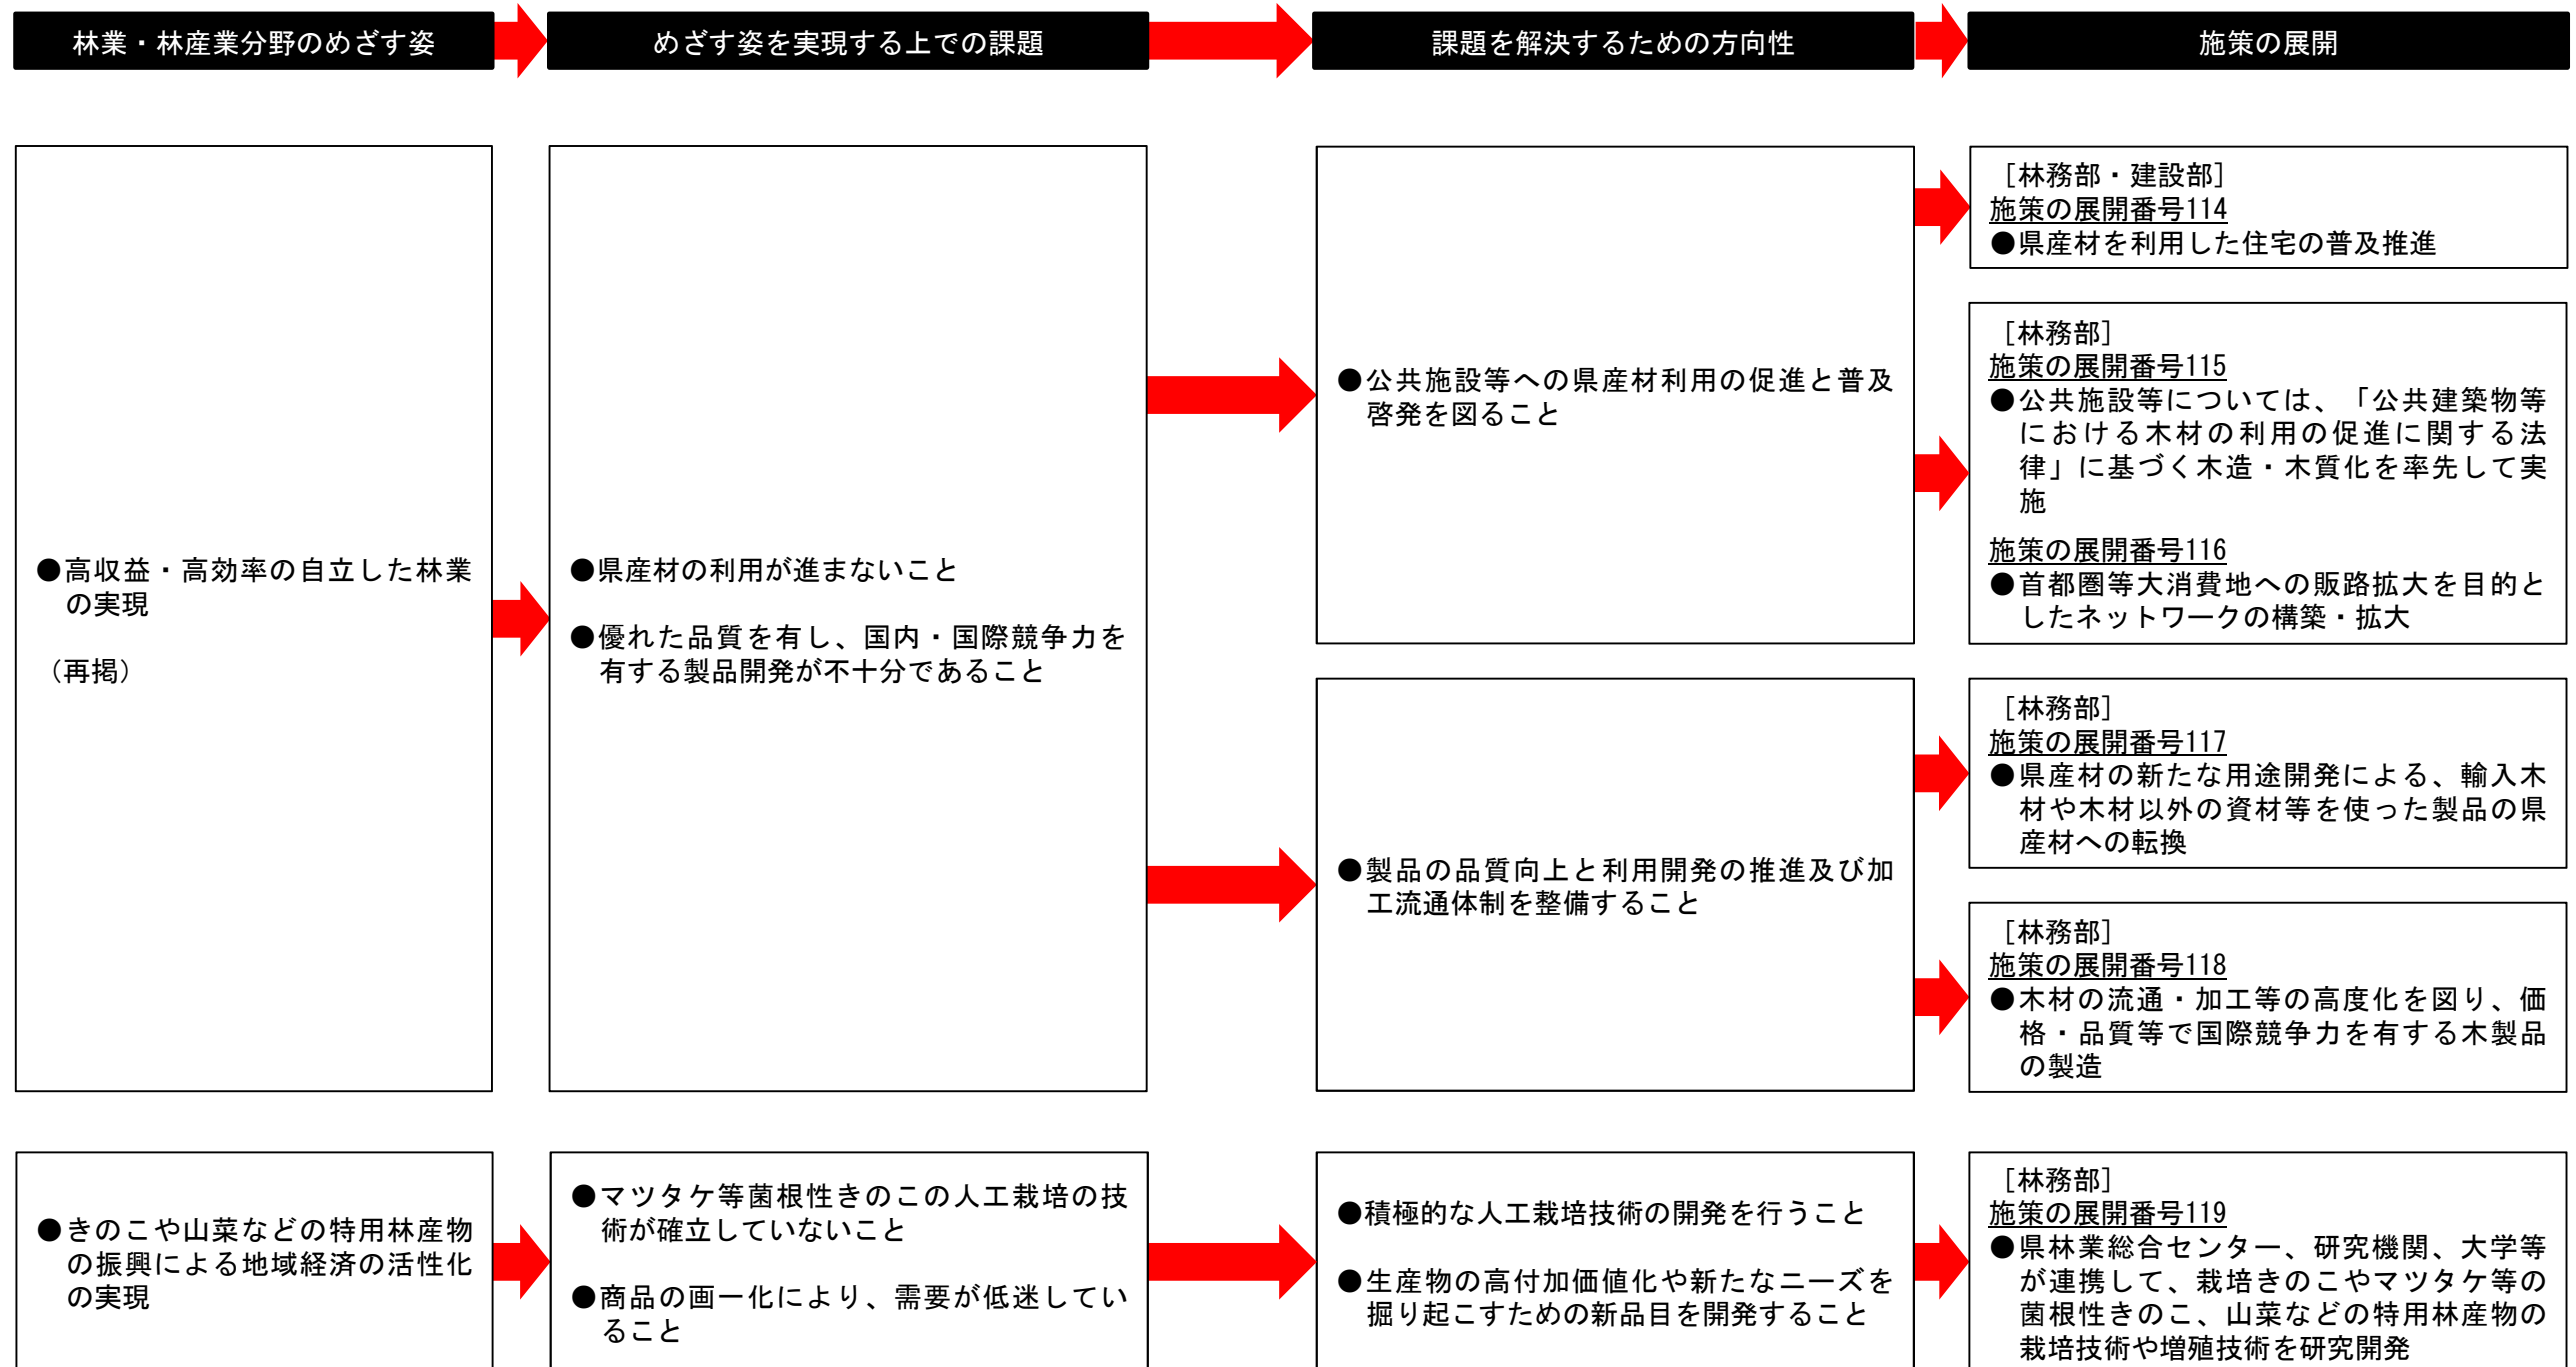 林業・林産業分野のめざす姿
めざす姿を実現する上での課題
課題を解決するための方向性
施策の展開
●高収益・高効率の自立した林業
の実現
（再掲）
●県産材の利用が進まないこと
●優れた品質を有し、国内・国際競争力を
有する製品開発が不十分であること
●公共施設等への県産材利用の促進と普及
啓発を図ること
［林務部・建設部］
施策の展開番号114
●県産材を利用した住宅の普及推進
［林務部］
施策の展開番号115
●公共施設等については、「公共建築物等
における木材の利用の促進に関する法
律」に基づく木造・木質化を率先して実
施
施策の展開番号116
●首都圏等大消費地への販路拡大を目的と
したネットワークの構築・拡大
●製品の品質向上と利用開発の推進及び加
工流通体制を整備すること
［林務部］
施策の展開番号117
●県産材の新たな用途開発による、輸入木
材や木材以外の資材等を使った製品の県
産材への転換
［林務部］
施策の展開番号118
●木材の流通・加工等の高度化を図り、価
格・品質等で国際競争力を有する木製品
の製造
●きのこや山菜などの特用林産物
の振興による地域経済の活性化
の実現
●マツタケ等菌根性きのこの人工栽培の技
術が確立していないこと
●商品の画一化により、需要が低迷してい
ること
●積極的な人工栽培技術の開発を行うこと
●生産物の高付加価値化や新たなニーズを
掘り起こすための新品目を開発すること
［林務部］
施策の展開番号119
●県林業総合センター、研究機関、大学等
が連携して、栽培きのこやマツタケ等の
菌根性きのこ、山菜などの特用林産物の
栽培技術や増殖技術を研究開発